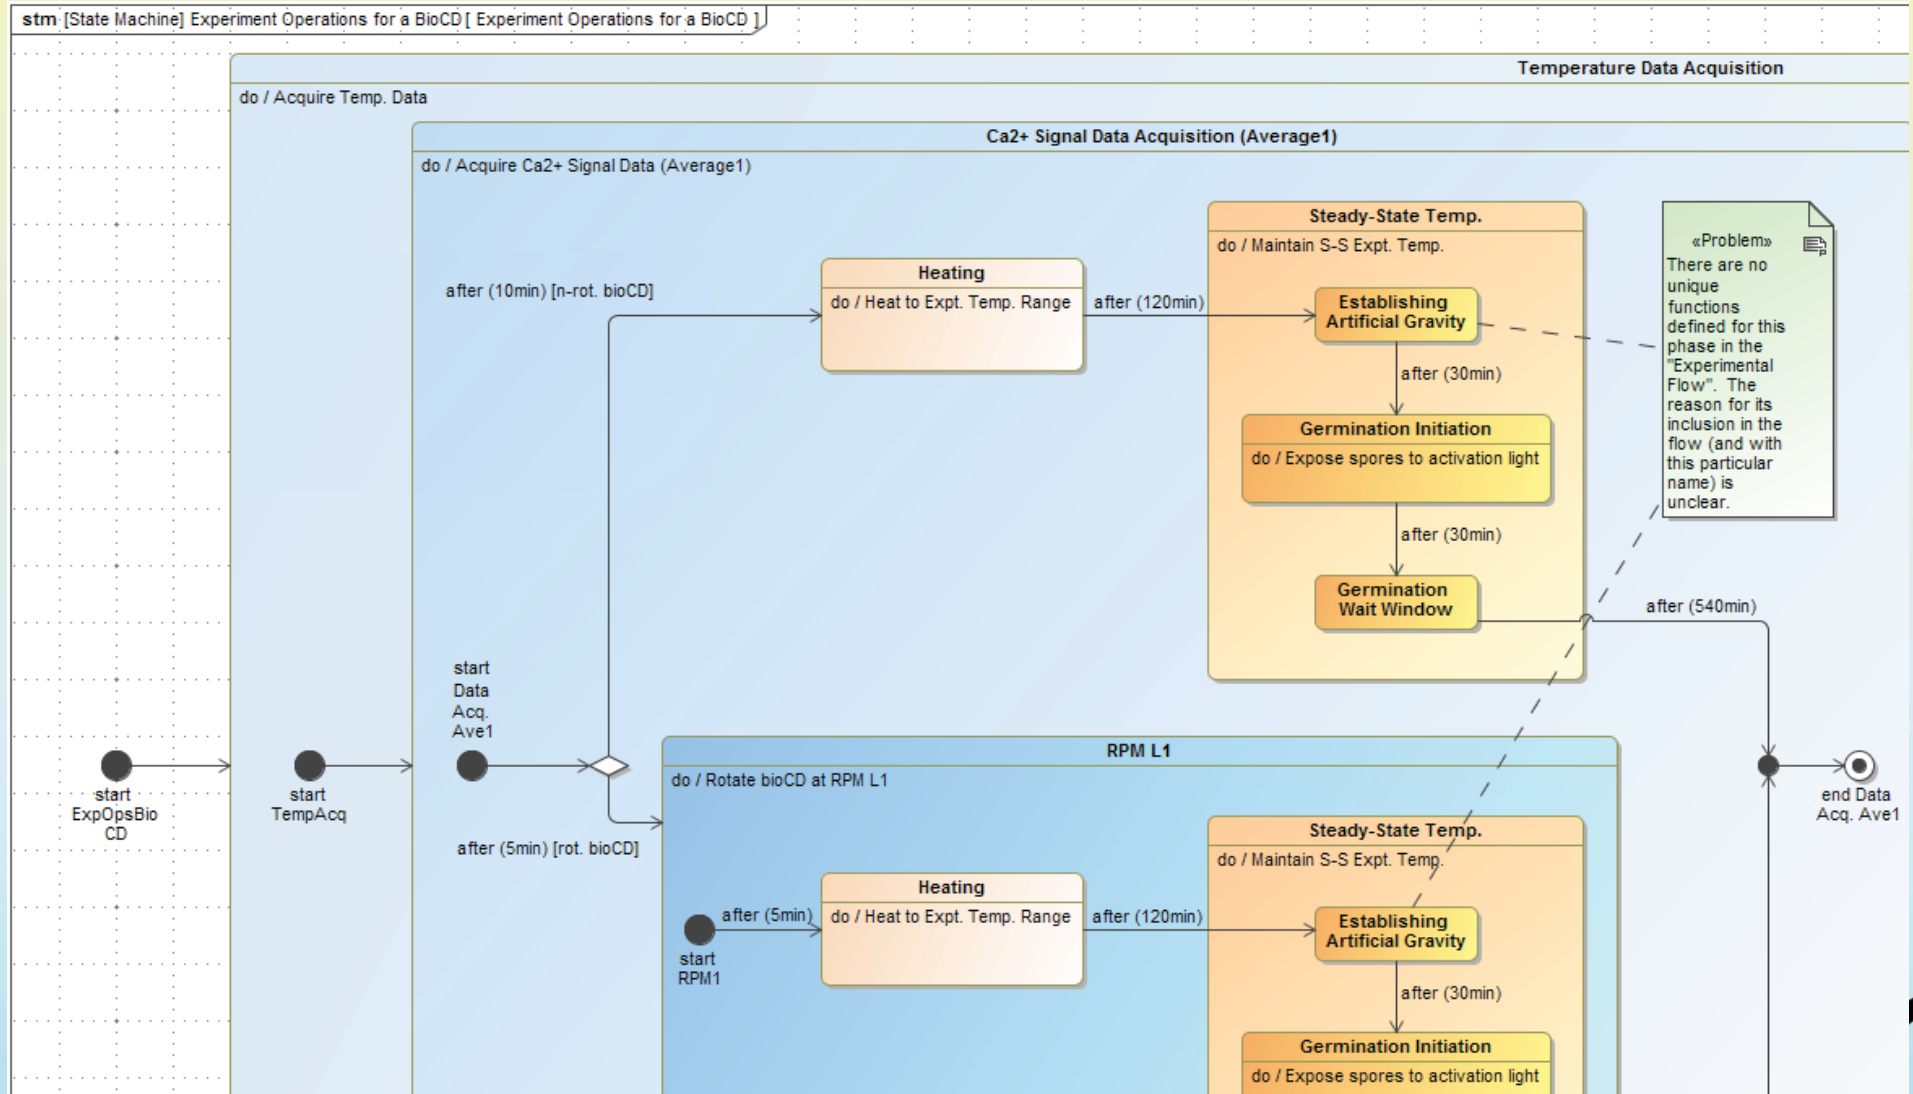 stm [State Machine] Experiment Operations for a BioCD [ Experiment Operations for a BioCD ]
Temperature Data Acquisition
do / Acquire Temp. Data
Ca2+ Signal Data Acquisition (Average1)
do / Acquire Ca2+ Signal Data (Average1)
Steady-State Temp.
do / Maintain S-S Expt. Temp.
«Problem»
There are no
unique
functions
defined for this
phase in the
"Experimental
Flow".  The
reason for its
inclusion in the
flow (and with
this particular
name) is
unclear.
after (10min) [n-rot. bioCD]
Heating
do / Heat to Expt. Temp. Range
after (120min)
Establishing
Artificial Gravity
after (30min)
Germination Initiation
do / Expose spores to activation light
after (30min)
Germination
Wait Window
after (540min)
start
Data
Acq.
Ave1
start
ExpOpsBio
CD
start
TempAcq
end Data
Acq. Ave1
after (5min) [rot. bioCD]
RPM L1
do / Rotate bioCD at RPM L1
Steady-State Temp.
do / Maintain S-S Expt. Temp.
start
RPM1
after (5min)
Heating
do / Heat to Expt. Temp. Range
after (120min)
Establishing
Artificial Gravity
after (30min)
Germination Initiation
do / Expose spores to activation light